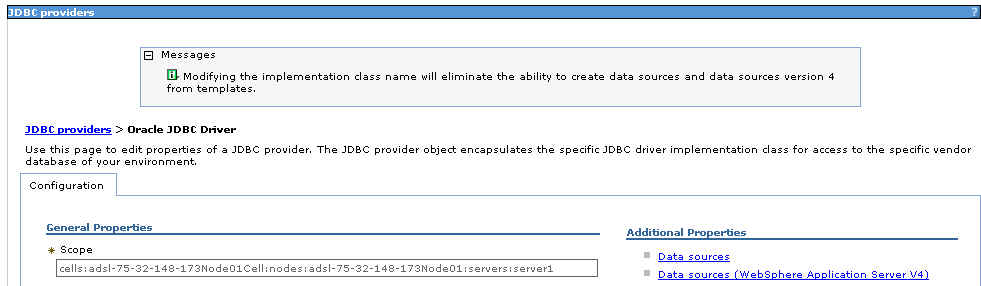 JDBC providers ?
Messages
Modifying the implementation class name will eliminate the ability to create data sources and data sources version 4
from templates.
JDBC providers > Oracle JDBC Driver
Use this page to edit properties of a JDBC provider. The JDBC provider object encapsulates the specific JDBC driver implementation class for access to the specific vendor
database of your environment.
Configuration
General Properties
Scope
cells:adsl-75-32-148-173Node01Cell:nodes:adsl-75-32-148-173Node01:servers:server1
Additional Properties
Data sources
Data sources (WebSphere Application Server V4)